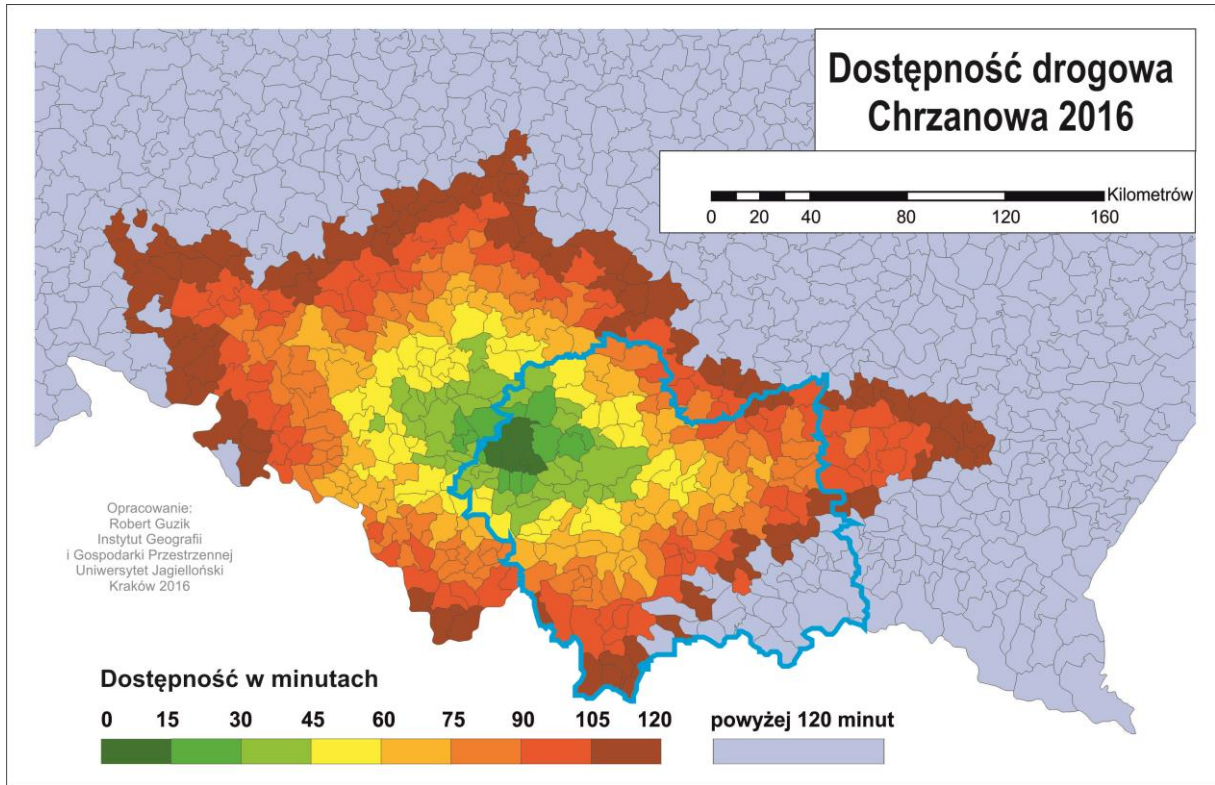 Dostępność drogowa
Chrzanowa 2016
Kilometrów
0 20 40 80 120 160
Opracowanie:
Robert Guzik
Instytut Geografii
i Gospodarki Przestrzennej
Uniwersytet Jagielloński
Kraków 2016
Dostępność w minutach
0 15 30 45 60 75 90 105 120
powyżej 120 minut